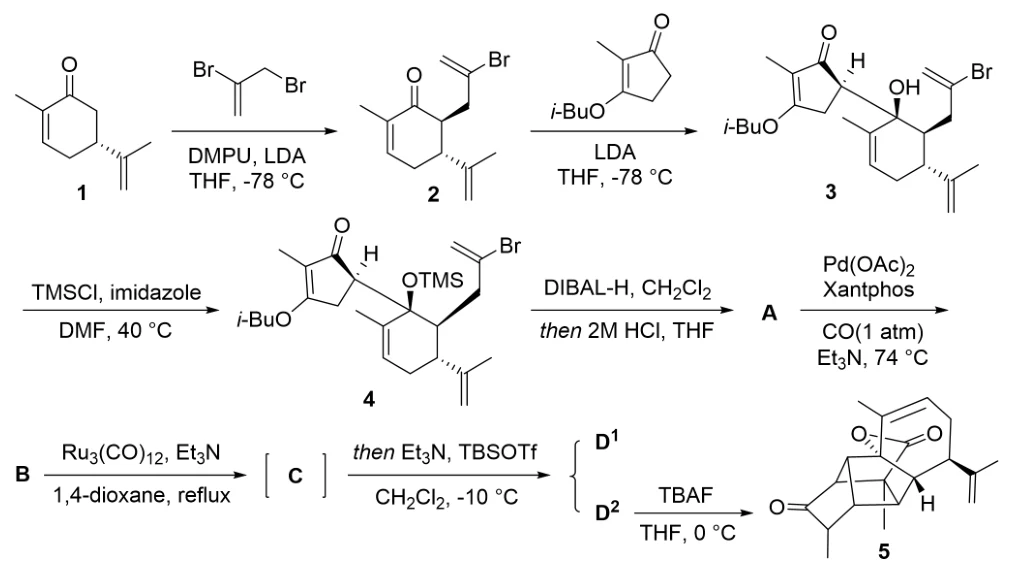 O
1
Br
Br
DMPU, LDA
THF, -78 °C
O
Br
2
O
i-BuO
LDA
THF, -78 °C
O
H
OH
Br
i-BuO
3
TMSCl, imidazole
DMF, 40 °C
O
H
OTMS
Br
i-BuO
4
DIBAL-H, CH2Cl2
then 2M HCl, THF
A
Pd(OAc)2
Xantphos
CO(1 atm)
Et3N, 74 °C
B
Ru3(CO)12, Et3N
1,4-dioxane, reflux
[ C ]
then Et3N, TBSOTf
CH2Cl2, -10 °C
D1
D2
TBAF
THF, 0 °C
O
O
O
H
5